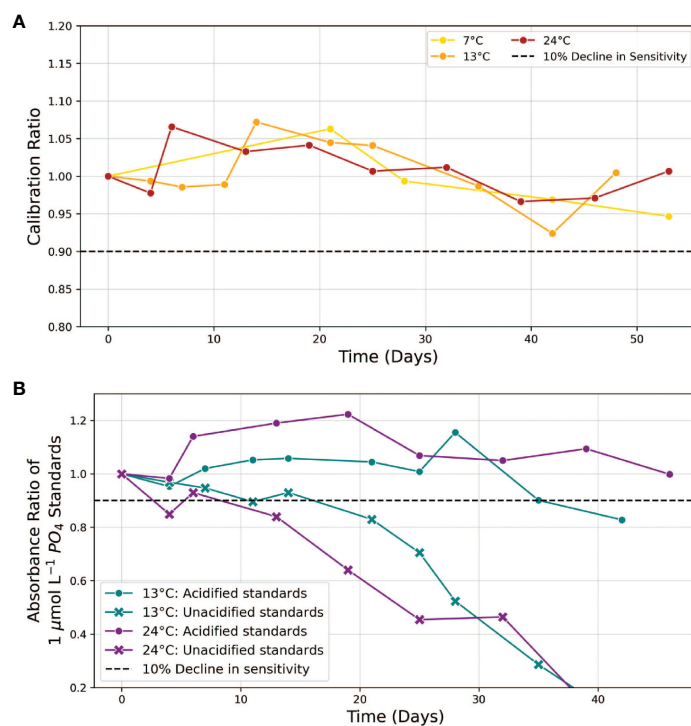 A
1.20
1.15
1.10
1.05
1.00
0.95
0.90
0.85
0.80
Calibration Ratio
7°C
13°C
24°C
10% Decline in Sensitivity
0
10
20
30
40
50
Time (Days)
B
1.2
1.0
0.8
0.6
0.4
0.2
Absorbance Ratio of
1 μmol L⁻¹ PO₄ Standards
13°C: Acidified standards
13°C: Unacidified standards
24°C: Acidified standards
24°C: Unacidified standards
10% Decline in sensitivity
0
10
20
30
40
Time (Days)